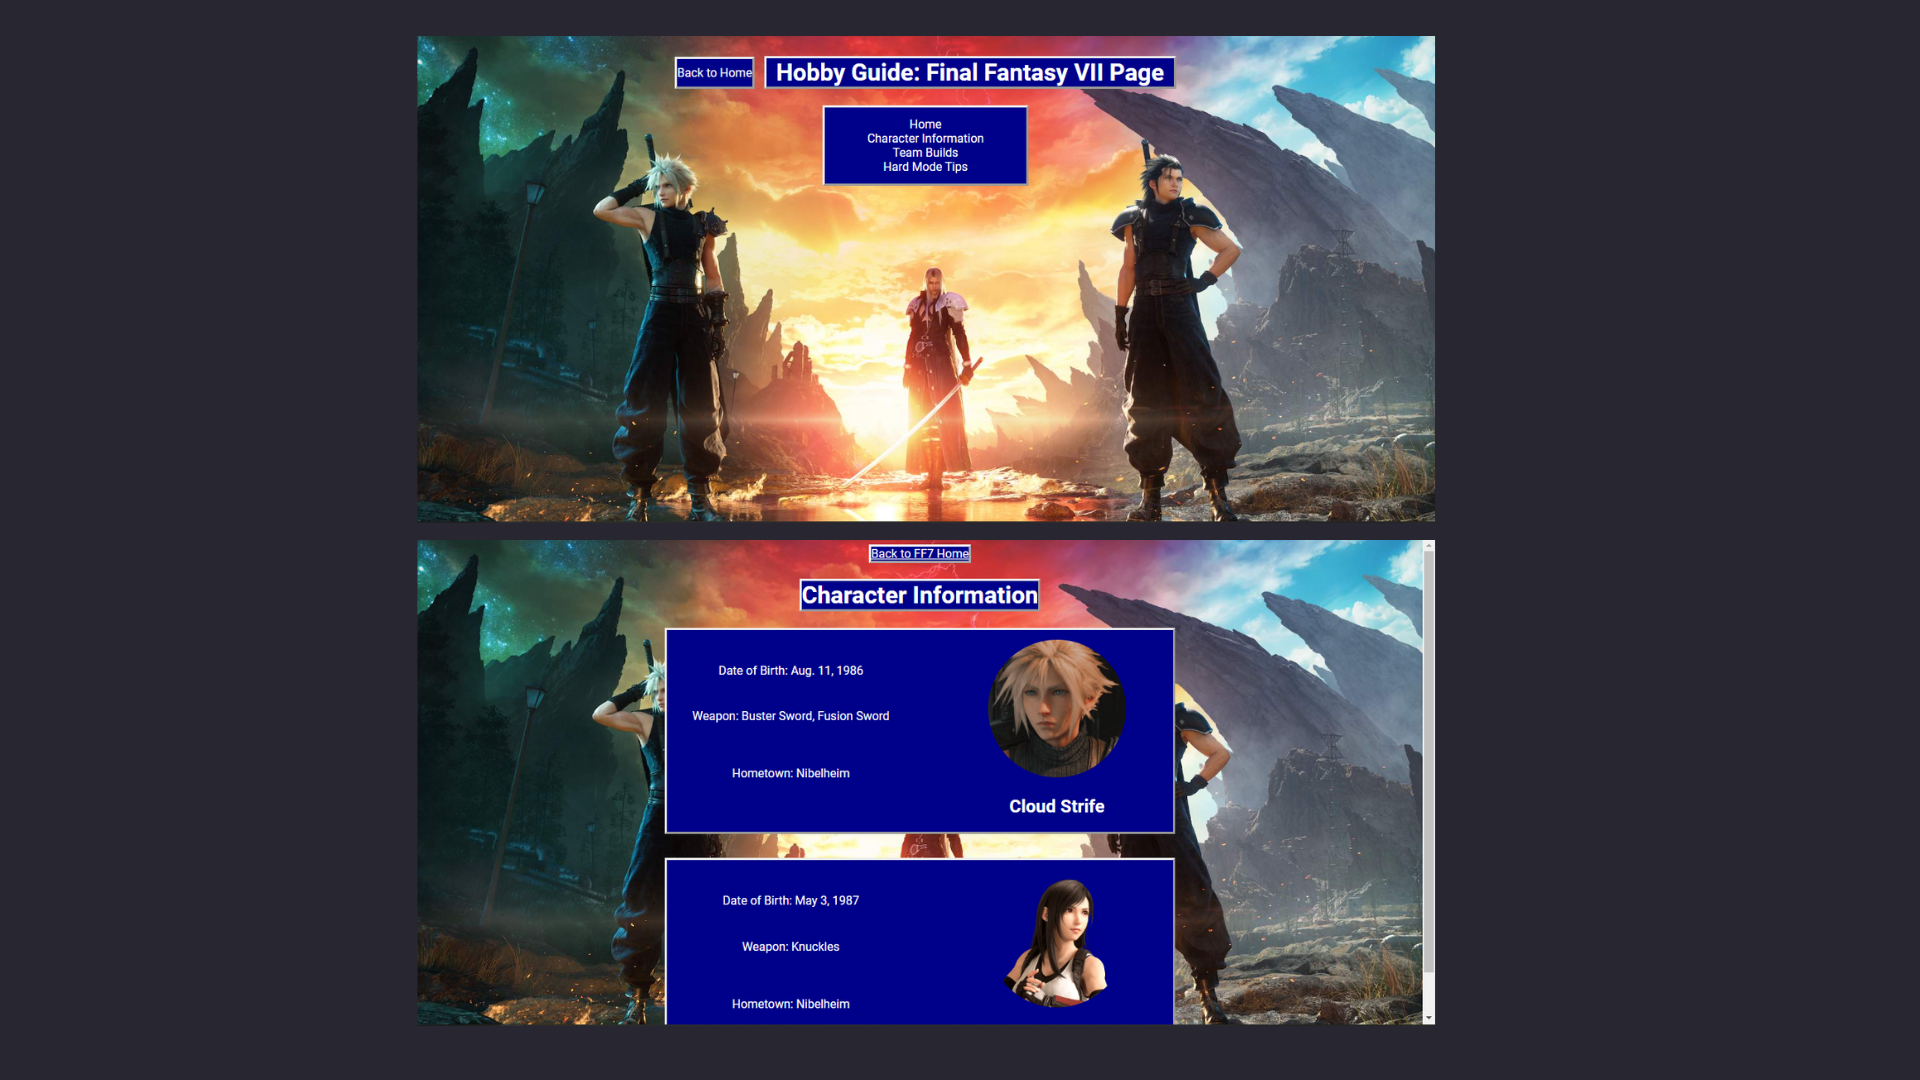 Back to Home
Hobby Guide: Final Fantasy VII Page
Home
Character Information
Team Builds
Hard Mode Tips
Back to FF7 Home
Character Information
Date of Birth: Aug. 11, 1986
Weapon: Buster Sword, Fusion Sword
Hometown: Nibelheim
Cloud Strife
Date of Birth: May 3, 1987
Weapon: Knuckles
Hometown: Nibelheim